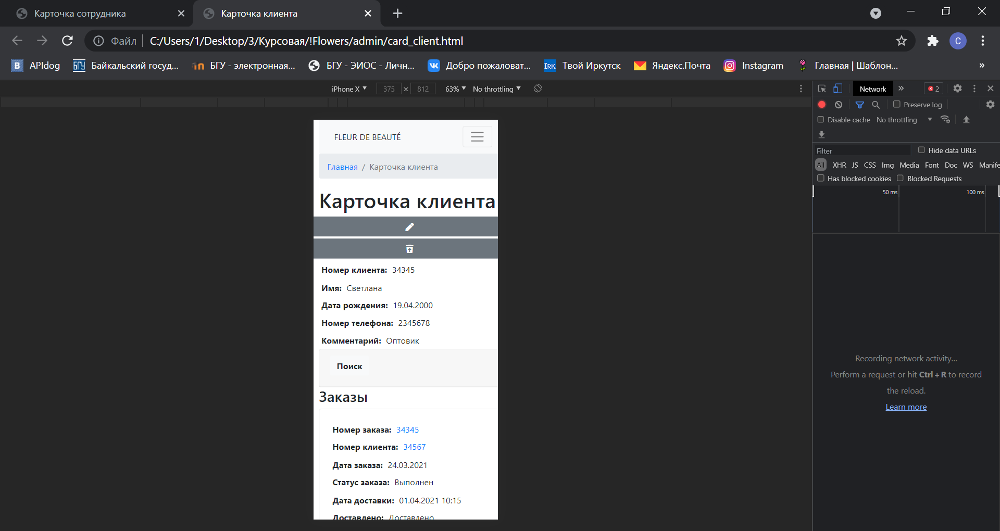 Карточка сотрудника
Карточка клиента
Файл
C:/Users/1/Desktop/3/Курсовая/!Flowers/admin/card_client.html
C
APIdog
Байкальский госуд...
БГУ - электронная...
БГУ - ЭИОС - Личн...
Добро пожаловат...
IRK.
Твой Иркутск
Яндекс.Почта
Instagram
Главная | Шаблон...
»
iPhone X
375 × 812
63%
No throttling
Network
»
2
Preserve log
Disable cache
No throttling
Filter
Hide data URLs
All XHR JS CSS Img Media Font Doc WS Manife
Has blocked cookies
Blocked Requests
50 ms
100 ms
Recording network activity...
Perform a request or hit Ctrl + R to record
the reload.
Learn more
FLEUR DE BEAUTÉ
Главная / Карточка клиента
Карточка клиента
Номер клиента: 34345
Имя: Светлана
Дата рождения: 19.04.2000
Номер телефона: 2345678
Комментарий: Оптовик
Поиск
Заказы
Номер заказа: 34345
Номер клиента: 34567
Дата заказа: 24.03.2021
Статус заказа: Выполнен
Дата доставки: 01.04.2021 10:15
Доставлено: Доставлено